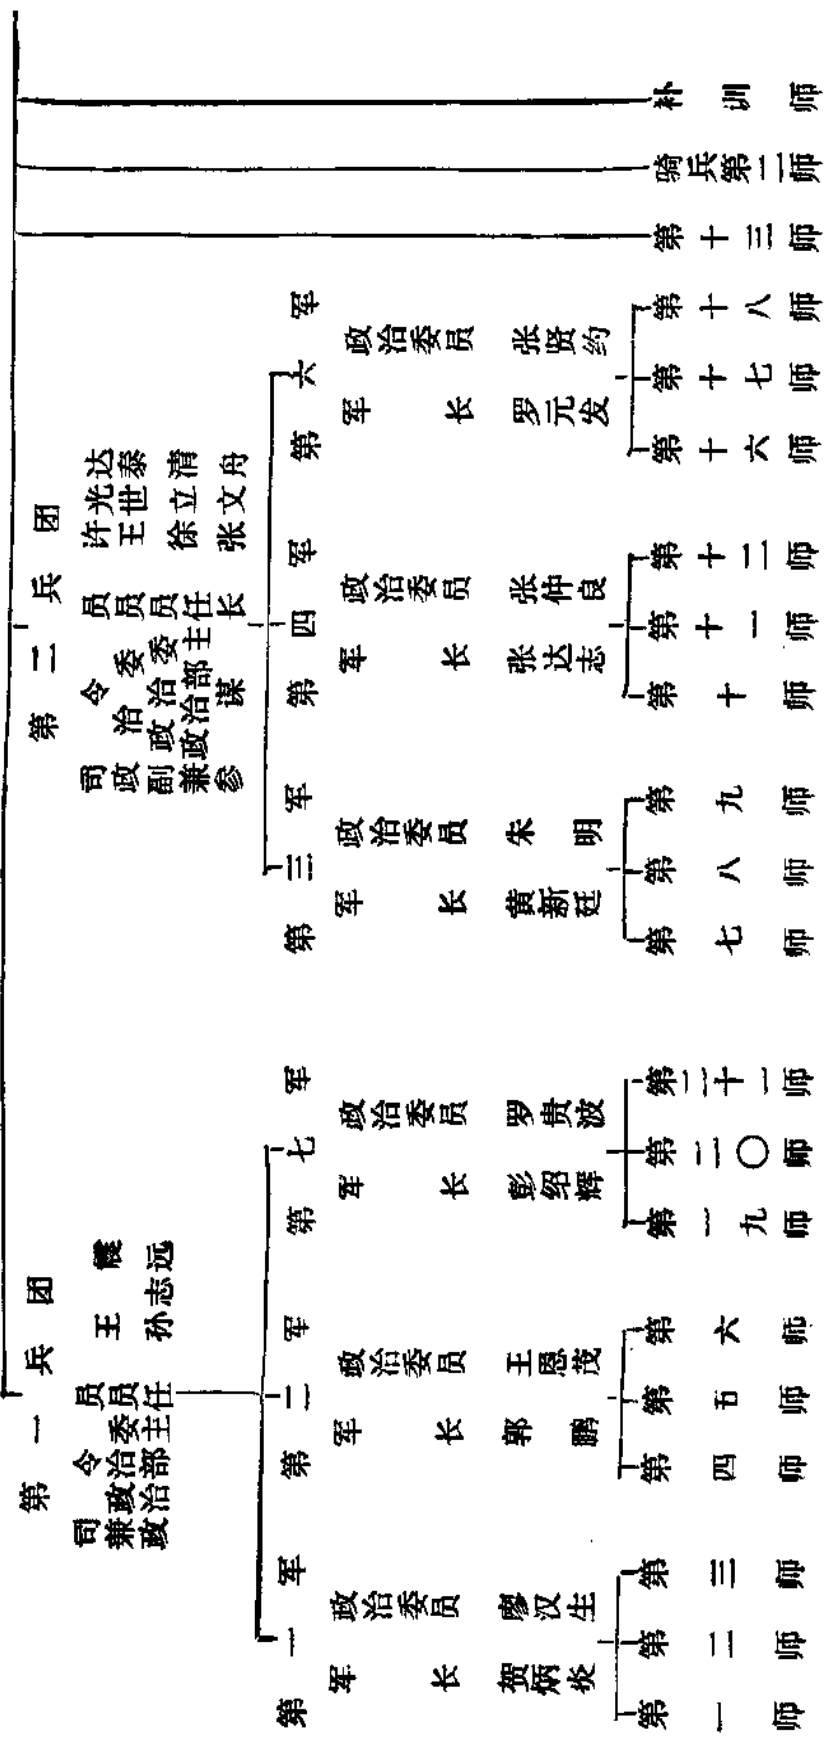 第一兵团
司令员
兼政治委员 王震
政治部主任 孙志远
第一军
军长 贺炳炎
政治委员 廖汉生
第一师
第二师
第三师
第二军
军长 郭鹏
政治委员 王恩茂
第四师
第五师
第六师
第七军
军长 彭绍辉
政治委员 罗贵波
第一九师
第二〇师
第二十一师
第二兵团
司令员 许光达
政治委员 王世泰
副政治委员
兼政治部主任 徐立清
参谋长 张文舟
第三军
军长 黄新廷
政治委员 朱明
第七师
第八师
第九师
第四军
军长 张达志
政治委员 张仲良
第十师
第十一师
第十二师
第六军
军长 罗元发
政治委员 张贤约
第十六师
第十七师
第十八师
第十三师
骑兵第二师
补训师